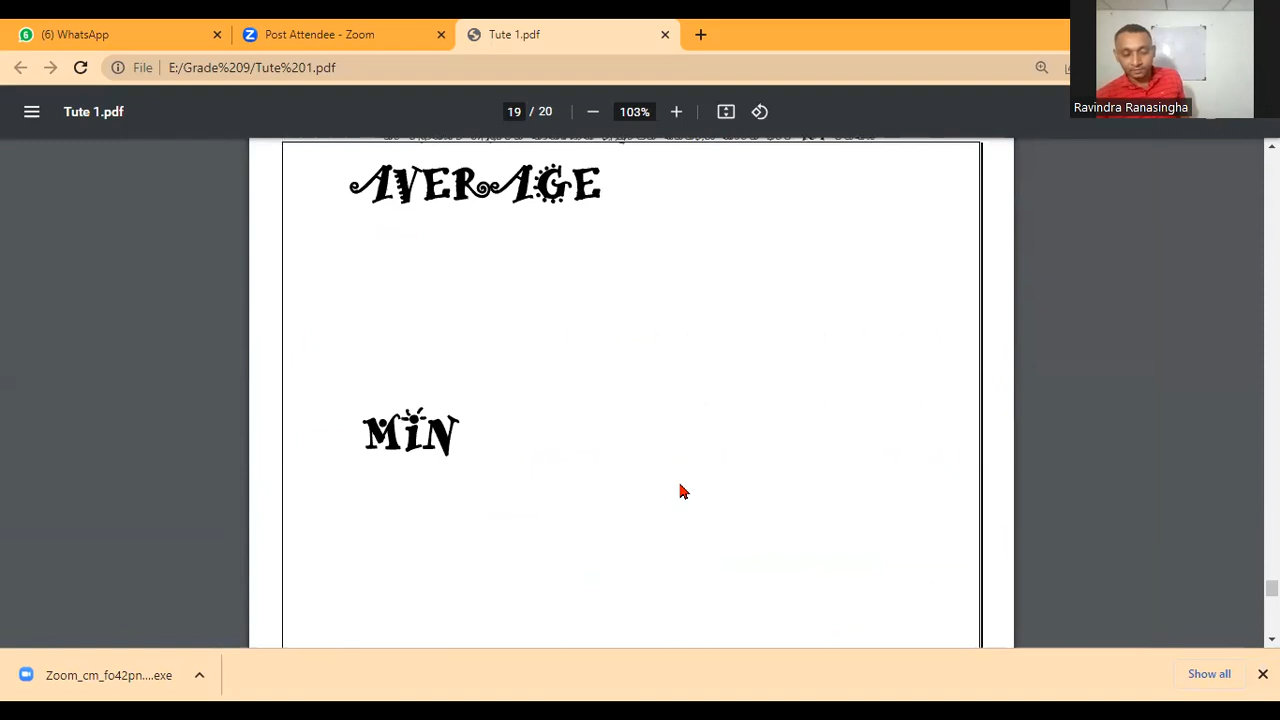 (6) WhatsApp
Post Attendee - Zoom
Tute 1.pdf
File
E:/Grade%209/Tute%201.pdf
Ravindra Ranasingha
Tute 1.pdf
19 / 20
103%
AVERAGE
MiN
Zoom_cm_fo42pn....exe
Show all